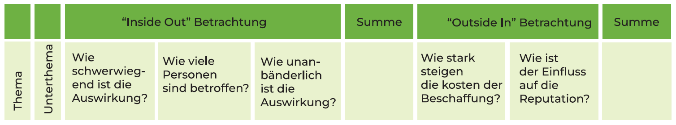 “Inside Out” Betrachtung
Summe
“Outside In” Betrachtung
Summe
Thema
Unterthema
Wie
schwerwieg-
end ist die
Auswirkung?
Wie viele
Personen
sind betroffen?
Wie unan-
bänderlich
ist die
Auswirkung?
Wie stark
steigen
die kosten der
Beschaffung?
Wie ist
der Einfluss
auf die
Reputation?